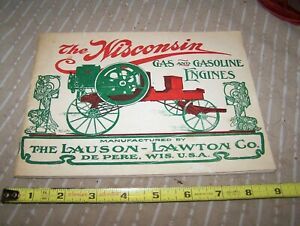 The Wisconsin
GAS AND GASOLINE
ENGINES
MANUFACTURED BY
THE LAUSON-LAWTON CO.
DE PERE, WIS. U.S.A.
1 2 3 4 5 6 7 8 9